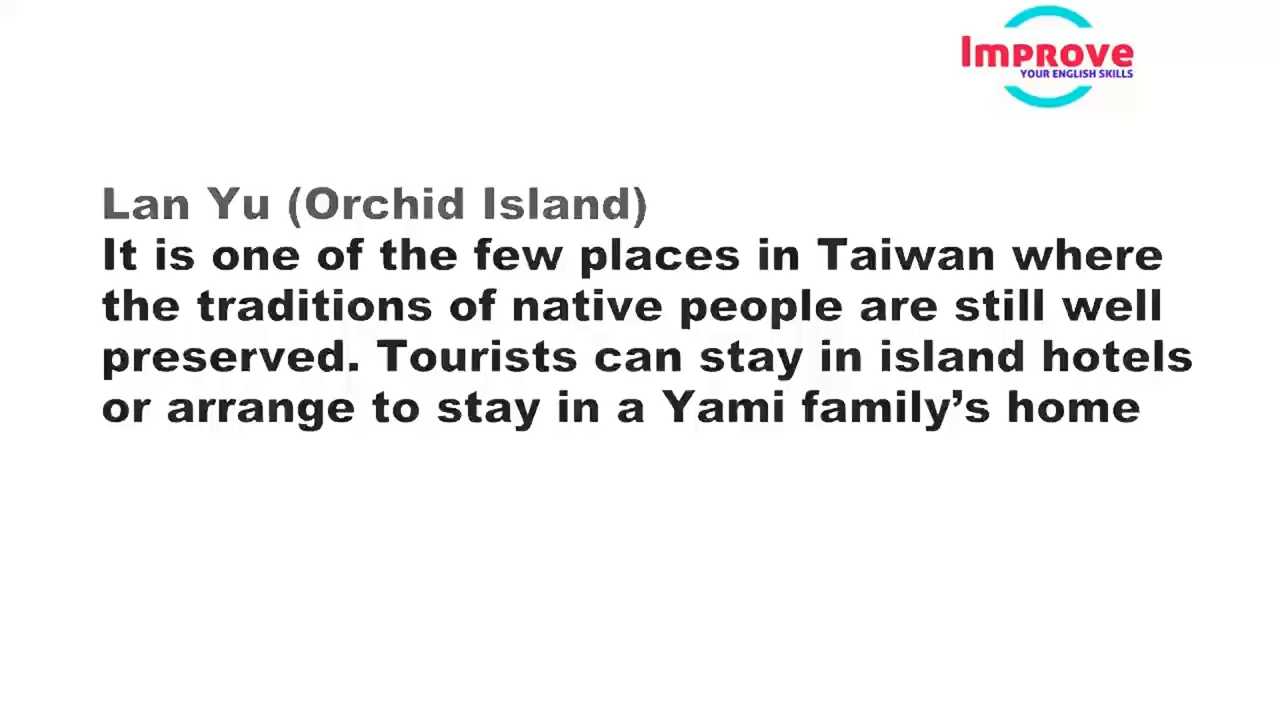 Improve
YOUR ENGLISH SKILLS
Lan Yu (Orchid Island)
It is one of the few places in Taiwan where
the traditions of native people are still well
preserved. Tourists can stay in island hotels
or arrange to stay in a Yami family’s home